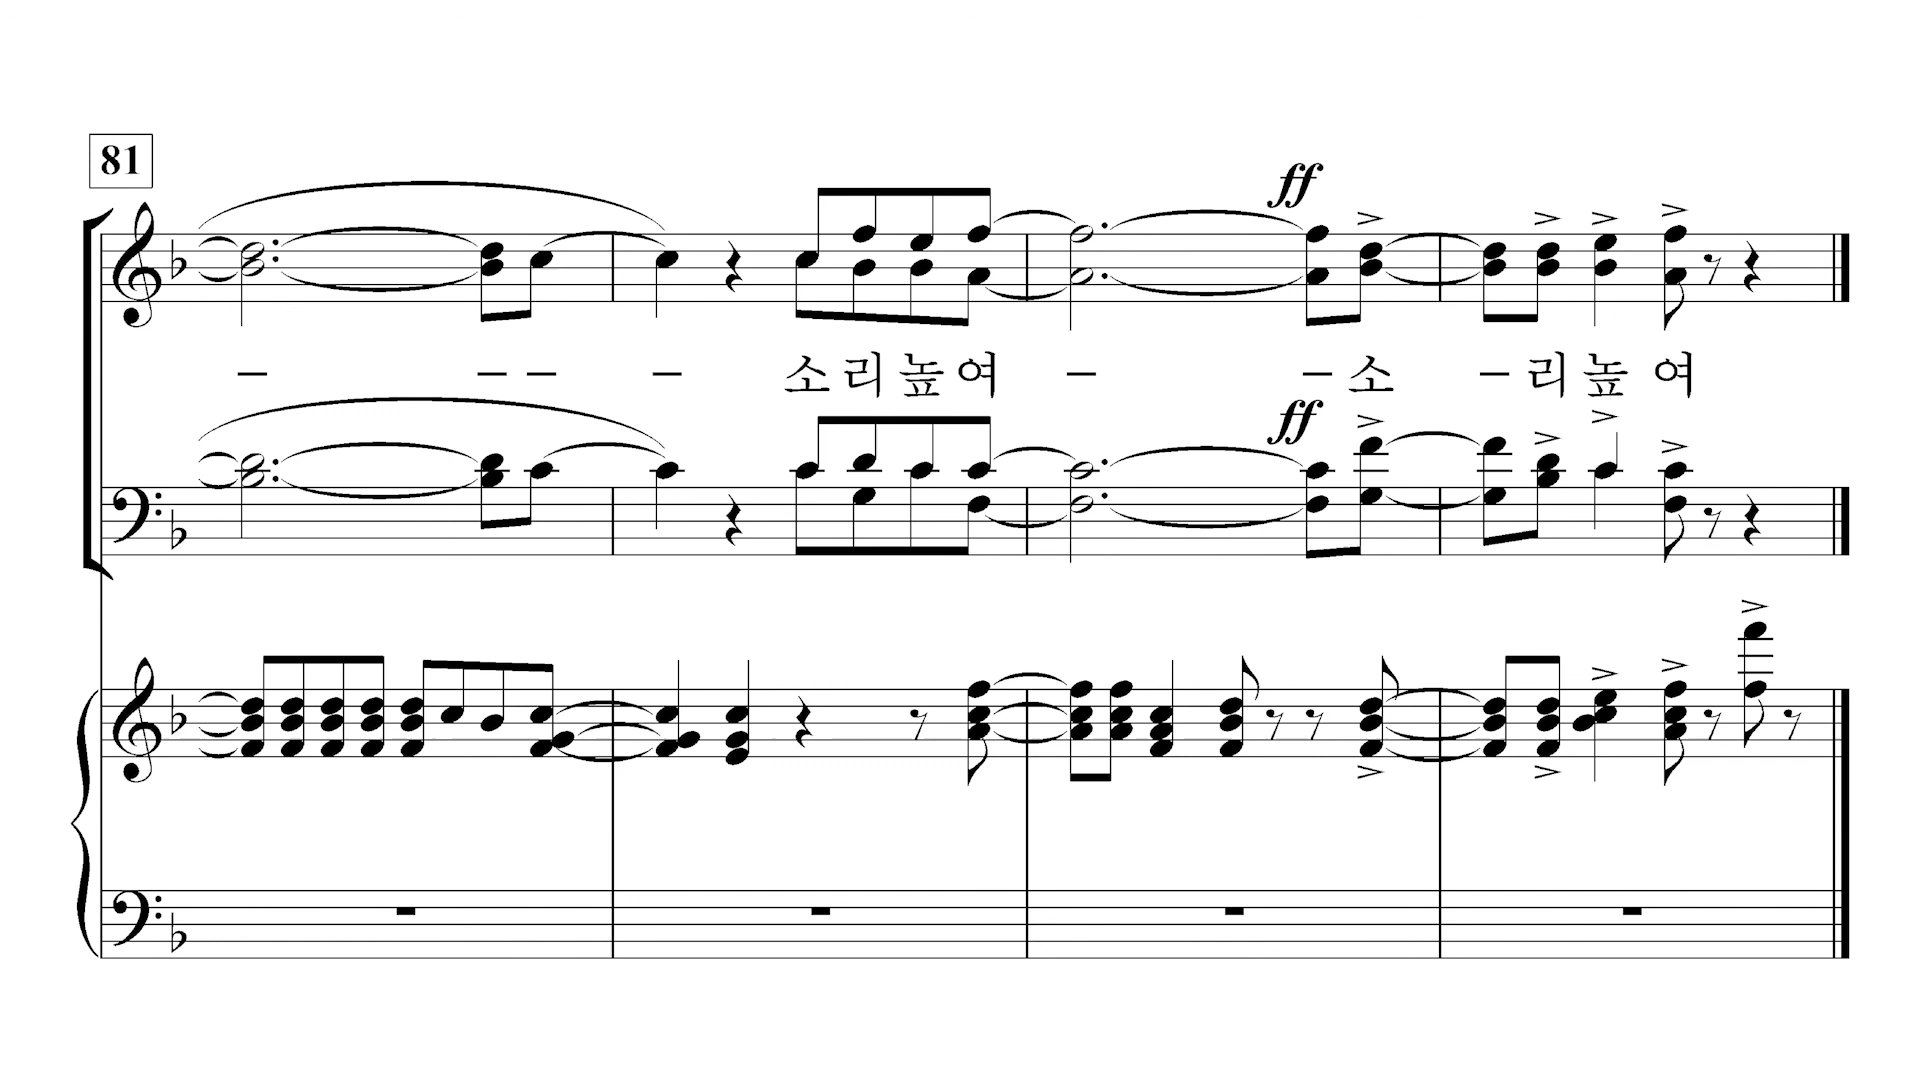 81
ff
– – – – 소 리 높 여 – – 소 – 리 높 여
ff